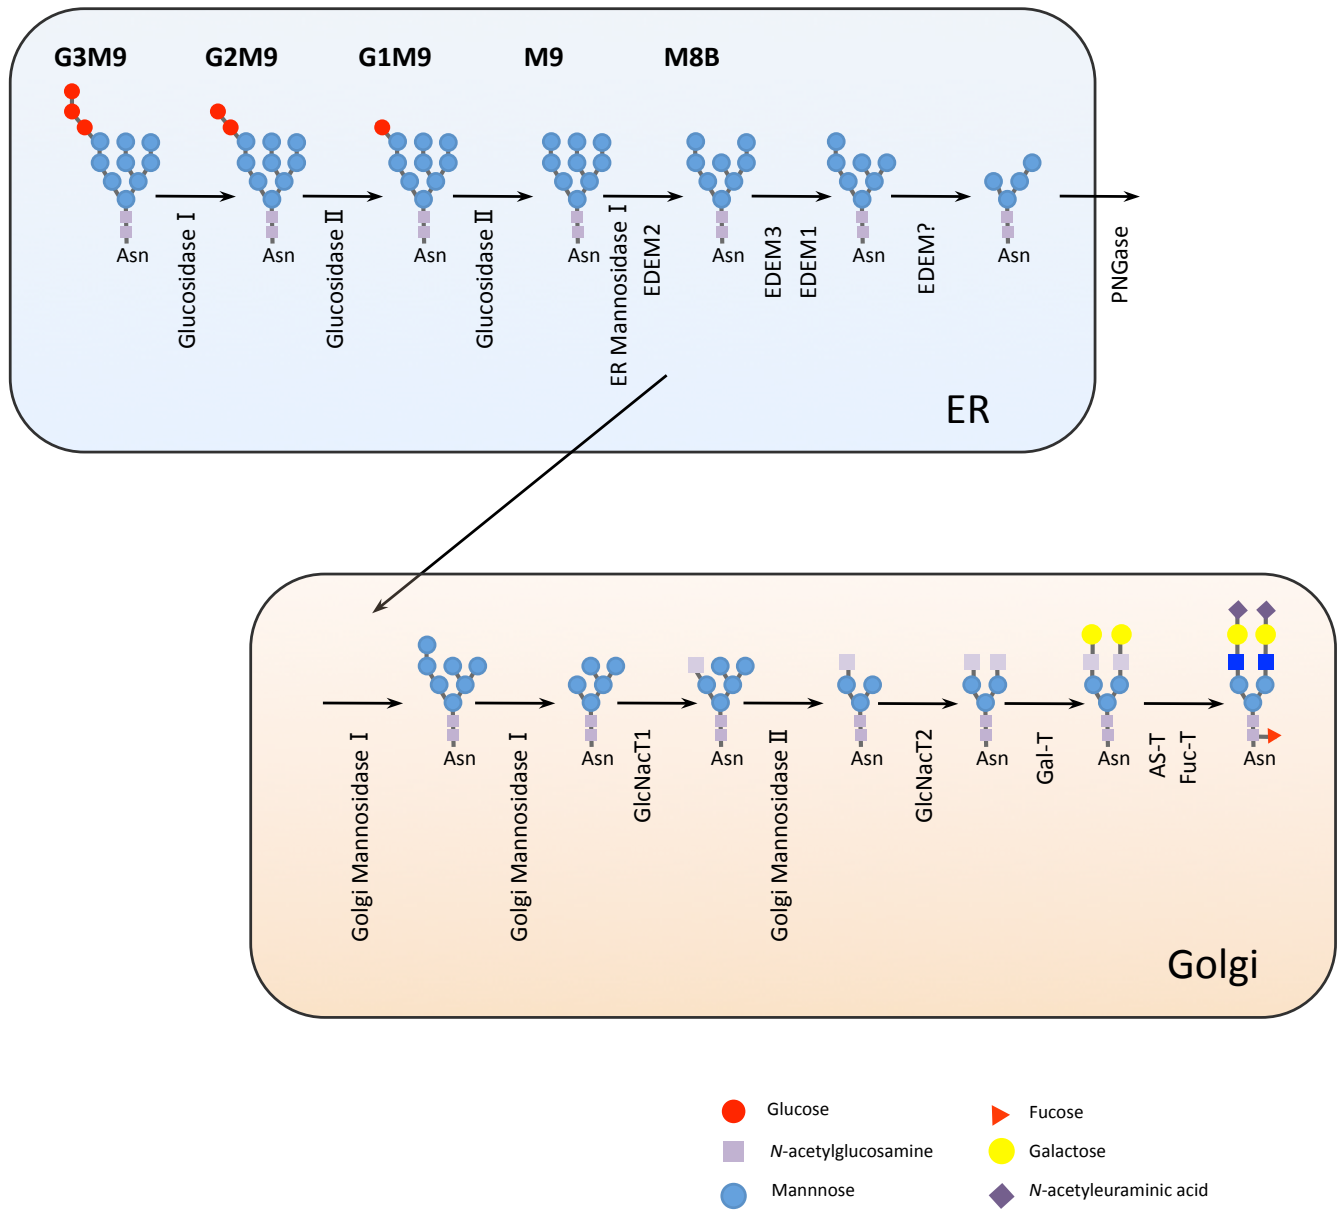 G3M9
G2M9
G1M9
M9
M8B
Asn
Asn
Asn
Asn
Asn
Asn
Asn
Glucosidase I
Glucosidase II
Glucosidase II
ER Mannosidase I
EDEM2
EDEM3
EDEM1
EDEM?
PNGase
ER
Asn
Asn
Asn
Asn
Asn
Asn
Asn
Golgi Mannosidase I
Golgi Mannosidase I
GlcNacT1
Golgi Mannosidase II
GlcNacT2
Gal-T
AS-T
Fuc-T
Golgi
Glucose
N-acetylglucosamine
Mannnose
Fucose
Galactose
N-acetyleuraminic acid